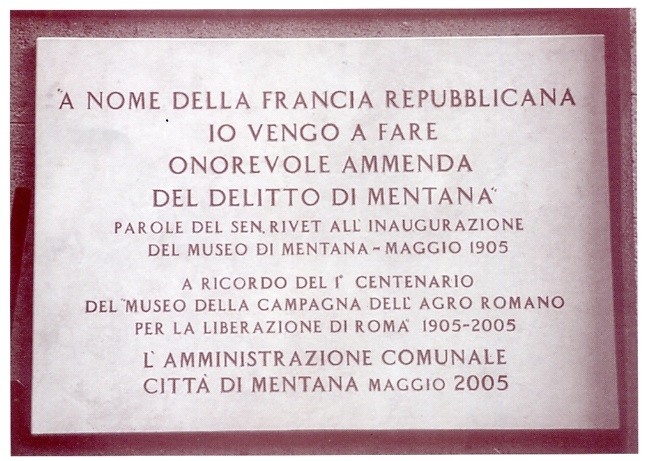 "A NOME DELLA FRANCIA REPUBBLICANA
IO VENGO A FARE
ONOREVOLE AMMENDA
DEL DELITTO DI MENTANA"
PAROLE DEL SEN. RIVET ALL'INAUGURAZIONE
DEL MUSEO DI MENTANA - MAGGIO 1905
A RICORDO DEL 1° CENTENARIO
DEL "MUSEO DELLA CAMPAGNA DELL'AGRO ROMANO
PER LA LIBERAZIONE DI ROMA" 1905-2005
L'AMMINISTRAZIONE COMUNALE
CITTÀ DI MENTANA MAGGIO 2005